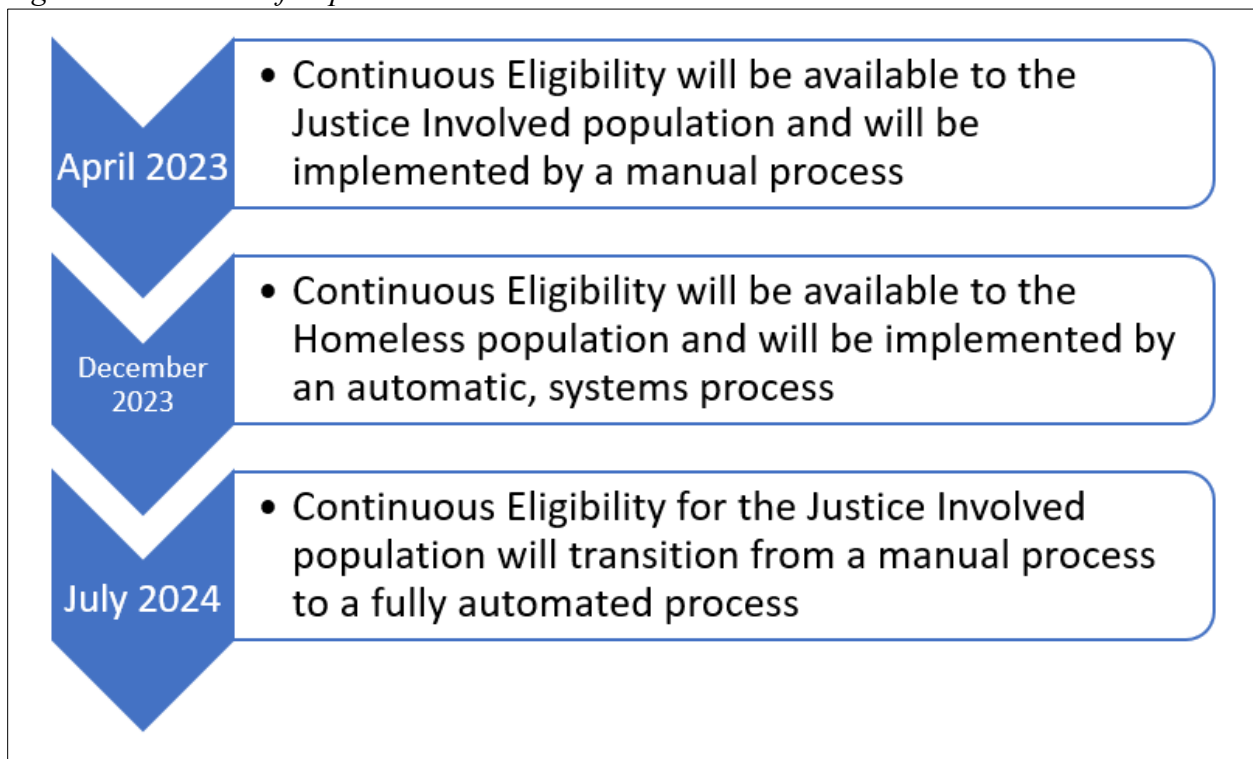 April 2023
• Continuous Eligibility will be available to the
Justice Involved population and will be
implemented by a manual process
December
2023
• Continuous Eligibility will be available to the
Homeless population and will be implemented by
an automatic, systems process
July 2024
• Continuous Eligibility for the Justice Involved
population will transition from a manual process
to a fully automated process